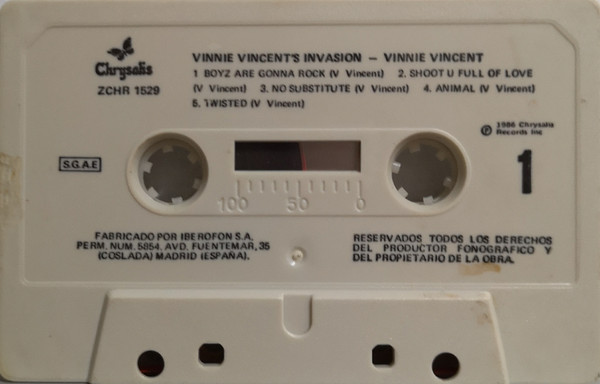 VINNIE VINCENT'S INVASION – VINNIE VINCENT
Chrysalis
ZCHR 1529
1 BOYZ ARE GONNA ROCK (V Vincent) 2. SHOOT U FULL OF LOVE
(V Vincent) 3. NO SUBSTITUTE (V Vincent) 4. ANIMAL (V Vincent)
5. TWISTED (V Vincent)
℗ 1986 Chrysalis
Records Inc
S.G.A.E
1
100 50 0
FABRICADO POR IBEROFON S.A.
PERM. NUM. 5854. AVD. FUENTEMAR, 35
(COSLADA) MADRID (ESPAÑA).
RESERVADOS TODOS LOS DERECHOS
DEL PRODUCTOR FONOGRAFICO Y
DEL PROPIETARIO DE LA OBRA.